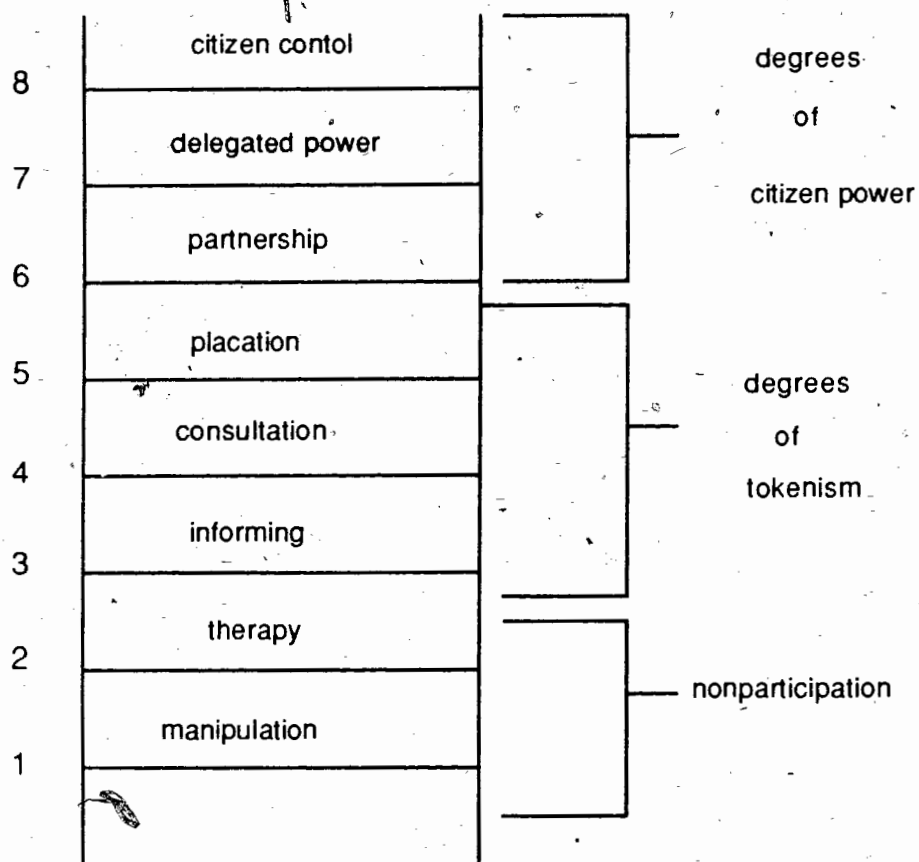 citizen contol
8
delegated power
7
partnership
6
placation
5
consultation
4
informing
3
therapy
2
manipulation
1
degrees
of
citizen power
degrees
of
tokenism
nonparticipation